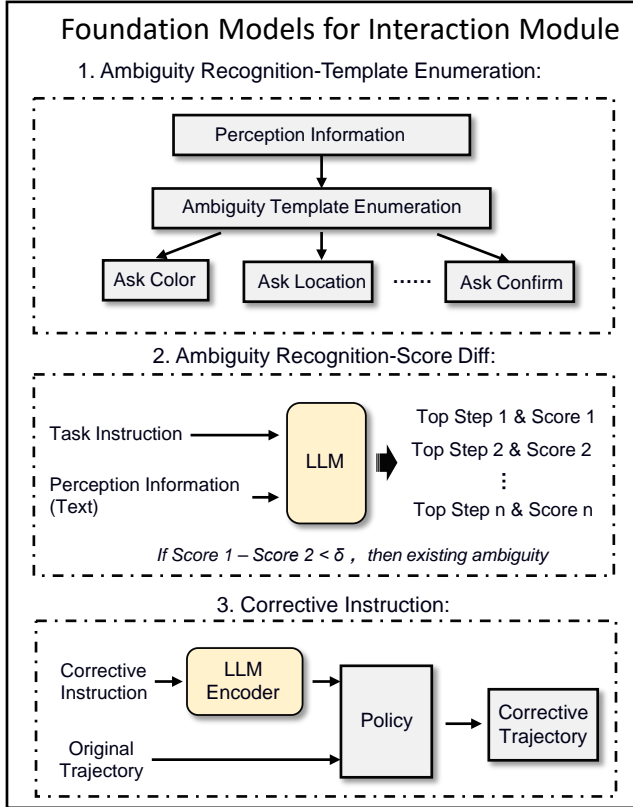 Foundation Models for Interaction Module
1. Ambiguity Recognition-Template Enumeration:
Perception Information
Ambiguity Template Enumeration
Ask Color
Ask Location
......
Ask Confirm
2. Ambiguity Recognition-Score Diff:
Task Instruction
Perception Information
(Text)
LLM
Top Step 1 & Score 1
Top Step 2 & Score 2
⋮
Top Step n & Score n
If Score 1 – Score 2 < δ , then existing ambiguity
3. Corrective Instruction:
Corrective
Instruction
LLM
Encoder
Original
Trajectory
Policy
Corrective
Trajectory